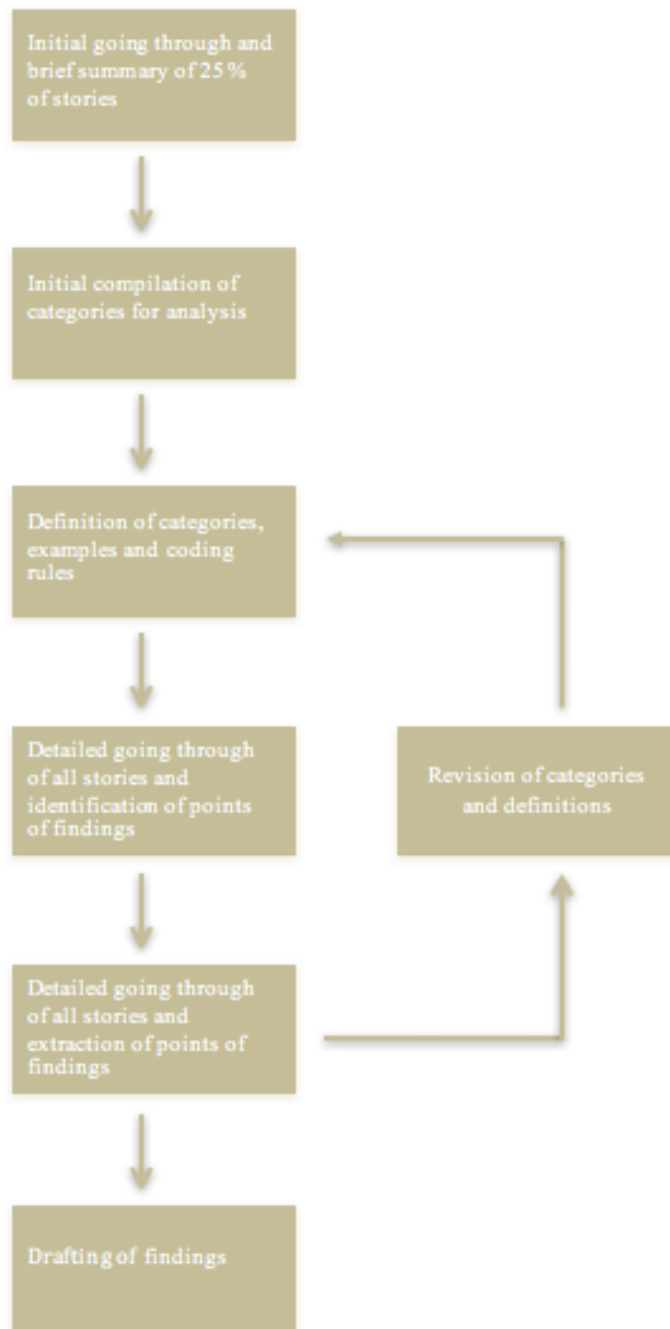 Initial going through and
brief summary of 25%
of stories
Initial compilation of
categories for analysis
Definition of categories,
examples and coding
rules
Detailed going through
of all stories and
identification of points
of findings
Revision of categories
and definitions
Detailed going through
of all stories and
extraction of points of
findings
Drafting of findings